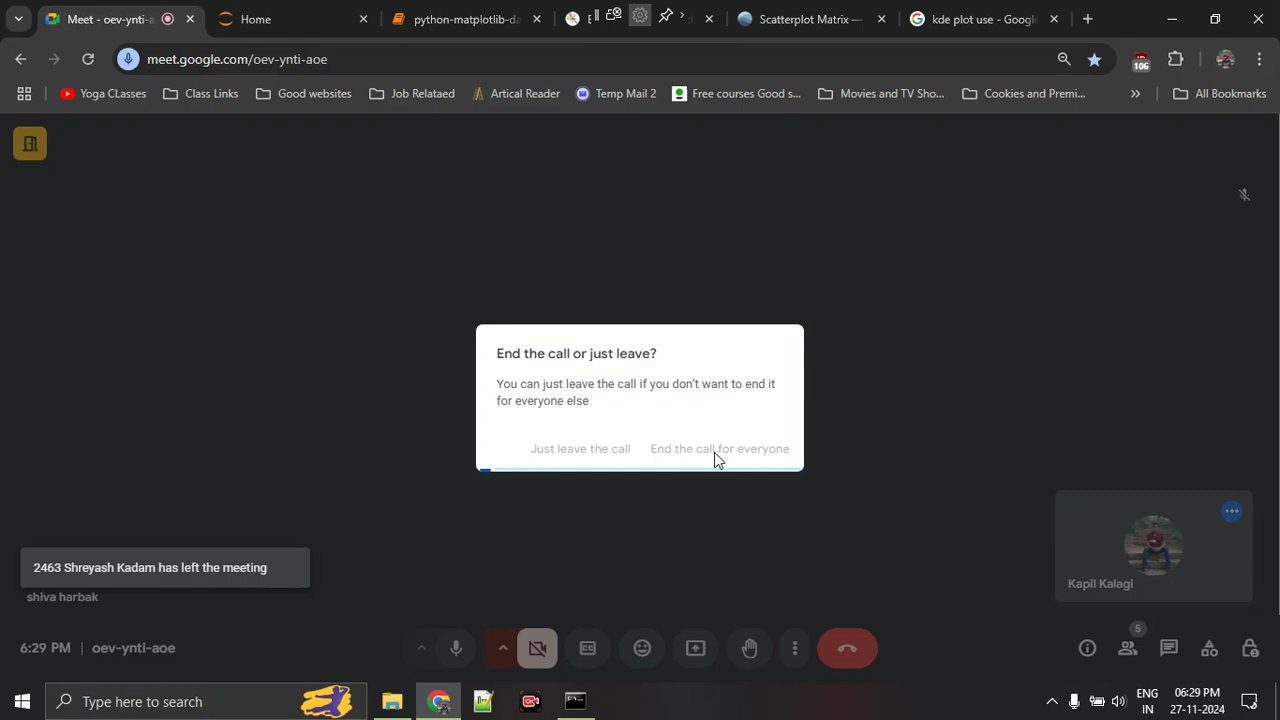 Meet - oev-ynti-a
Home
python-matplotlib-da
Scatterplot Matrix —
kde plot use - Google
meet.google.com/oev-ynti-aoe
106
Yoga CLasses
Class Links
Good websites
Job Relataed
Artical Reader
Temp Mail 2
Free courses Good s...
Movies and TV Sho...
Cookies and Premi...
All Bookmarks
End the call or just leave?
You can just leave the call if you don't want to end it
for everyone else
Just leave the call
End the call for everyone
2463 Shreyash Kadam has left the meeting
shiva harbak
Kapil Kalagi
6:29 PM | oev-ynti-aoe
5
Type here to search
ENG
IN
06:29 PM
27-11-2024